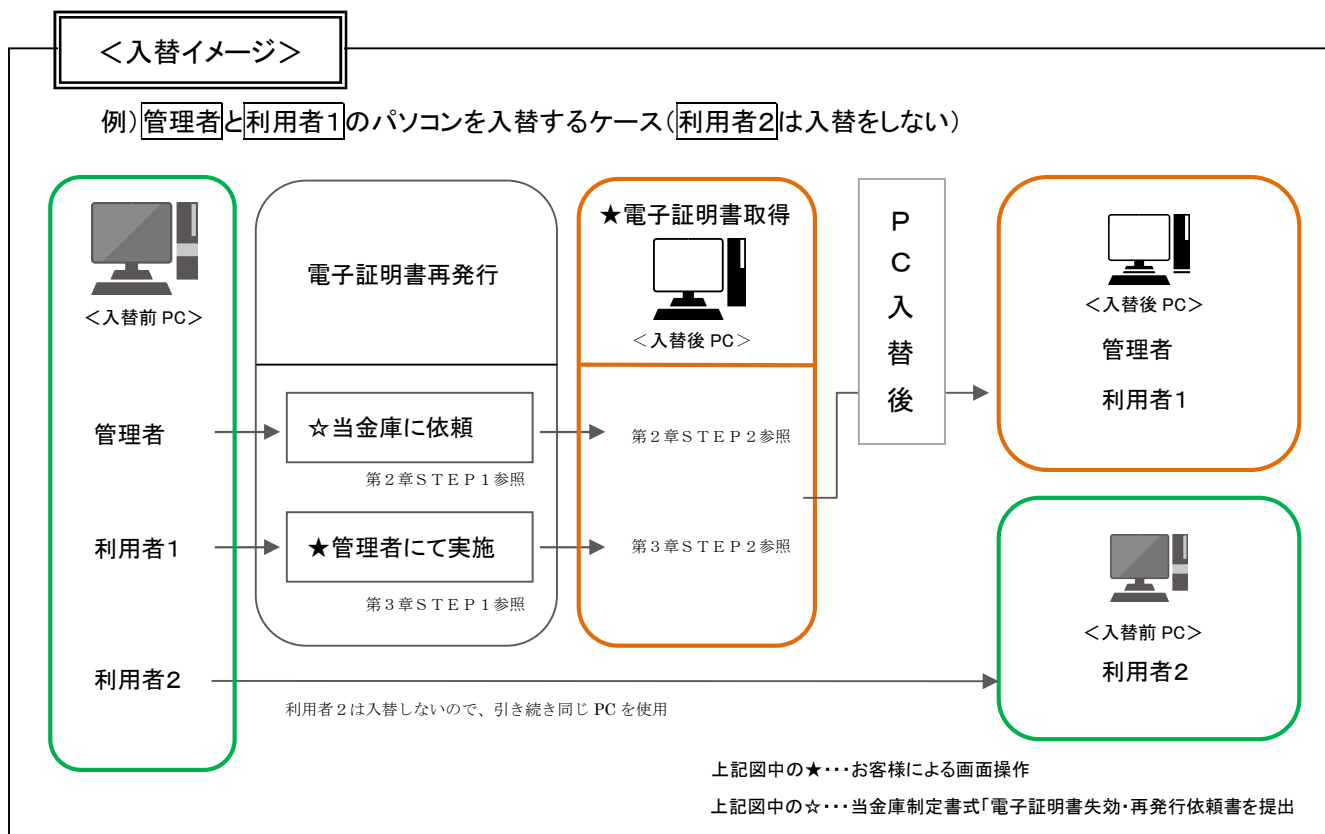 ＜入替イメージ＞
例）管理者と利用者1のパソコンを入替するケース（利用者2は入替をしない）
＜入替前 PC＞
電子証明書再発行
★電子証明書取得
＜入替後 PC＞
PC入替後
＜入替後 PC＞
管理者
利用者1
管理者
☆当金庫に依頼
第２章ＳＴＥＰ１参照
第２章ＳＴＥＰ２参照
利用者1
★管理者にて実施
第３章ＳＴＥＰ１参照
第３章ＳＴＥＰ２参照
＜入替前 PC＞
利用者2
利用者2
利用者２は入替しないので、引き続き同じ PC を使用
上記図中の★・・・お客様による画面操作
上記図中の☆・・・当金庫制定書式「電子証明書失効・再発行依頼書を提出